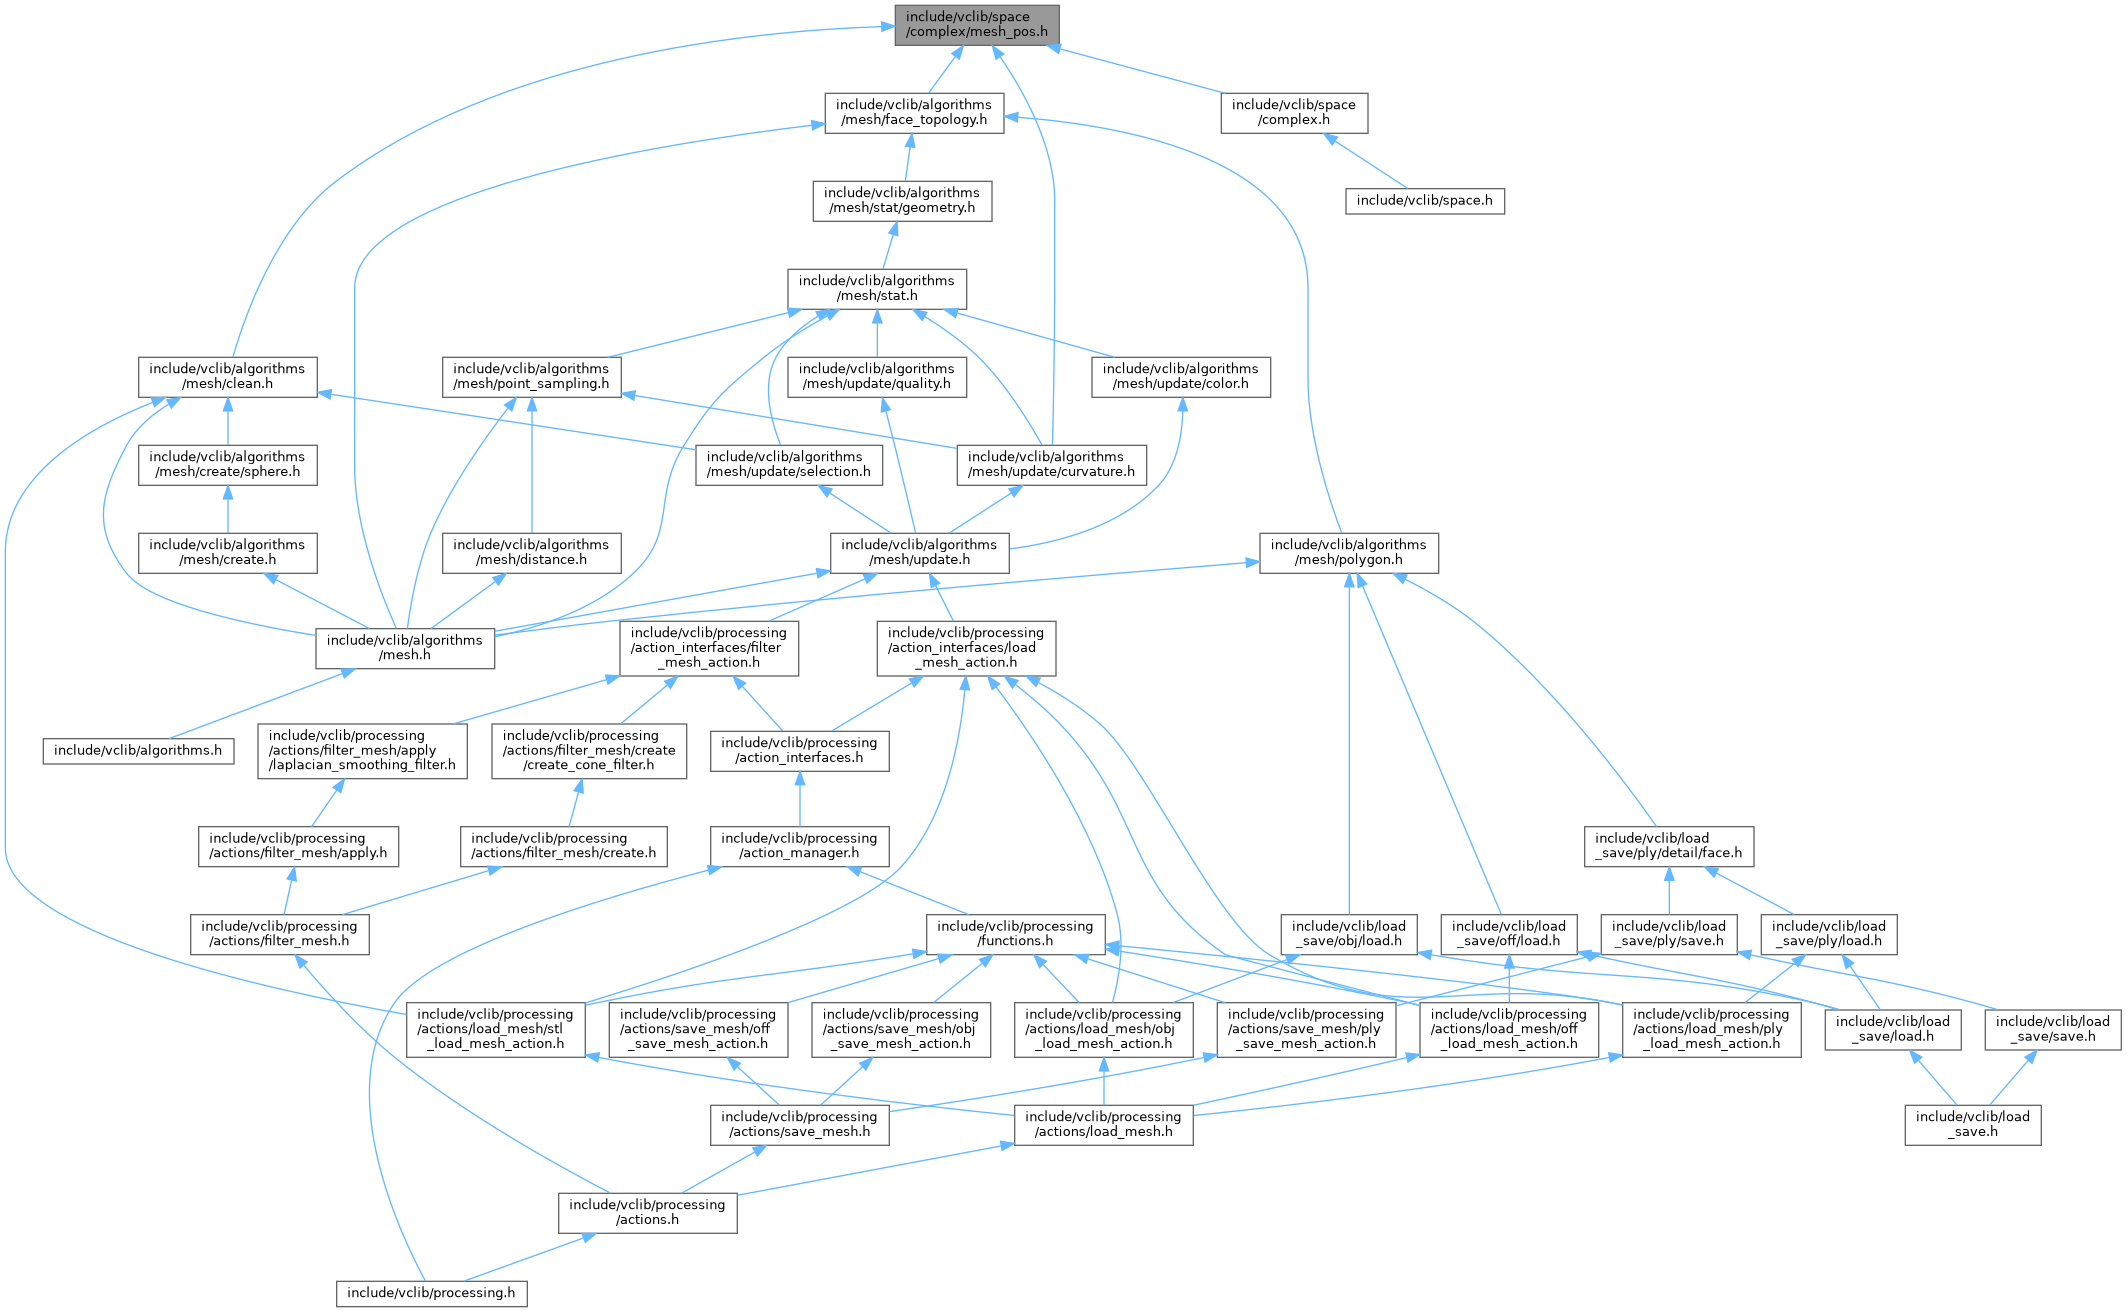 include/vclib/space
/complex/mesh_pos.h
include/vclib/algorithms
/mesh/face_topology.h
include/vclib/space
/complex.h
include/vclib/algorithms
/mesh/stat/geometry.h
include/vclib/space.h
include/vclib/algorithms
/mesh/stat.h
include/vclib/algorithms
/mesh/clean.h
include/vclib/algorithms
/mesh/point_sampling.h
include/vclib/algorithms
/mesh/update/quality.h
include/vclib/algorithms
/mesh/update/color.h
include/vclib/algorithms
/mesh/create/sphere.h
include/vclib/algorithms
/mesh/update/selection.h
include/vclib/algorithms
/mesh/update/curvature.h
include/vclib/algorithms
/mesh/create.h
include/vclib/algorithms
/mesh/distance.h
include/vclib/algorithms
/mesh/update.h
include/vclib/algorithms
/mesh/polygon.h
include/vclib/algorithms
/mesh.h
include/vclib/processing
/action_interfaces/filter
_mesh_action.h
include/vclib/processing
/action_interfaces/load
_mesh_action.h
include/vclib/algorithms.h
include/vclib/processing
/actions/filter_mesh/apply
/laplacian_smoothing_filter.h
include/vclib/processing
/actions/filter_mesh/create
/create_cone_filter.h
include/vclib/processing
/action_interfaces.h
include/vclib/processing
/actions/filter_mesh/apply.h
include/vclib/processing
/actions/filter_mesh/create.h
include/vclib/processing
/action_manager.h
include/vclib/load
_save/ply/detail/face.h
include/vclib/processing
/actions/filter_mesh.h
include/vclib/processing
/functions.h
include/vclib/load
_save/obj/load.h
include/vclib/load
_save/off/load.h
include/vclib/load
_save/ply/save.h
include/vclib/load
_save/ply/load.h
include/vclib/processing
/actions/load_mesh/stl
_load_mesh_action.h
include/vclib/processing
/actions/save_mesh/off
_save_mesh_action.h
include/vclib/processing
/actions/save_mesh/obj
_save_mesh_action.h
include/vclib/processing
/actions/load_mesh/obj
_load_mesh_action.h
include/vclib/processing
/actions/save_mesh/ply
_save_mesh_action.h
include/vclib/processing
/actions/load_mesh/off
_load_mesh_action.h
include/vclib/processing
/actions/load_mesh/ply
_load_mesh_action.h
include/vclib/load
_save/load.h
include/vclib/load
_save/save.h
include/vclib/processing
/actions/save_mesh.h
include/vclib/processing
/actions/load_mesh.h
include/vclib/load
_save.h
include/vclib/processing
/actions.h
include/vclib/processing.h